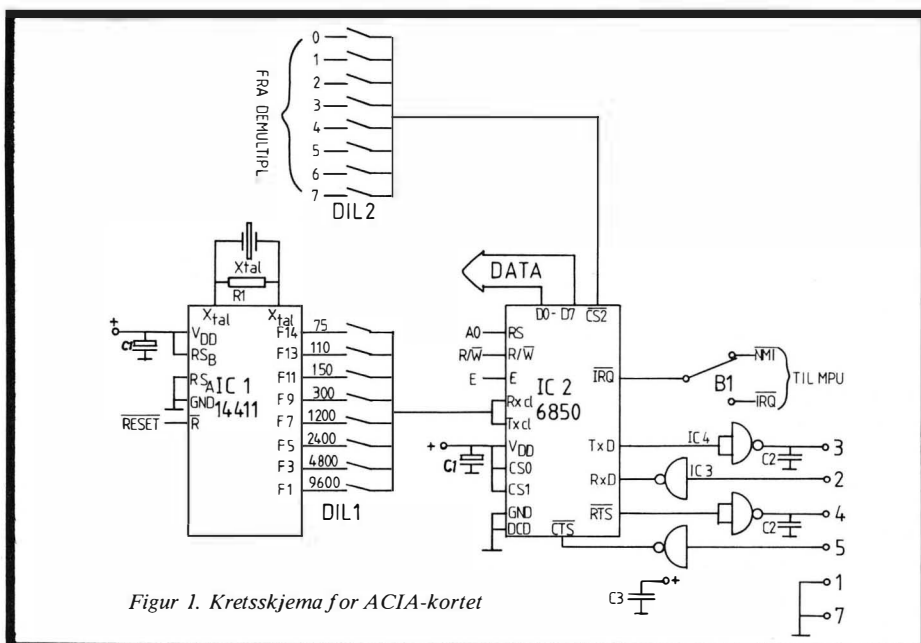 FRA DEMULTIPL
0
1
2
3
4
5
6
7
DIL2
Xtal
R1
Xtal Xtal
+
C1
VDD
RSB
RSA
GND
RESET
R
IC 1
14411
F14 75
F13 110
F11 150
F9 300
F7 1200
F5 2400
F3 4800
F1 9600
DIL1
DATA
D0 - D7 CS2
A0 RS
R/W R/W
E E
Rxcl
Txcl
+
C1
VDD
CS0
CS1
GND
DCD
CTS
IC 2
6850
IRQ
TxD
RxD
RTS
B1
NMI
IRQ
TIL MPU
IC4
C2
3
IC3
2
C2
4
5
C3 +
1
7
Figur 1. Kretsskjema for ACIA-kortet